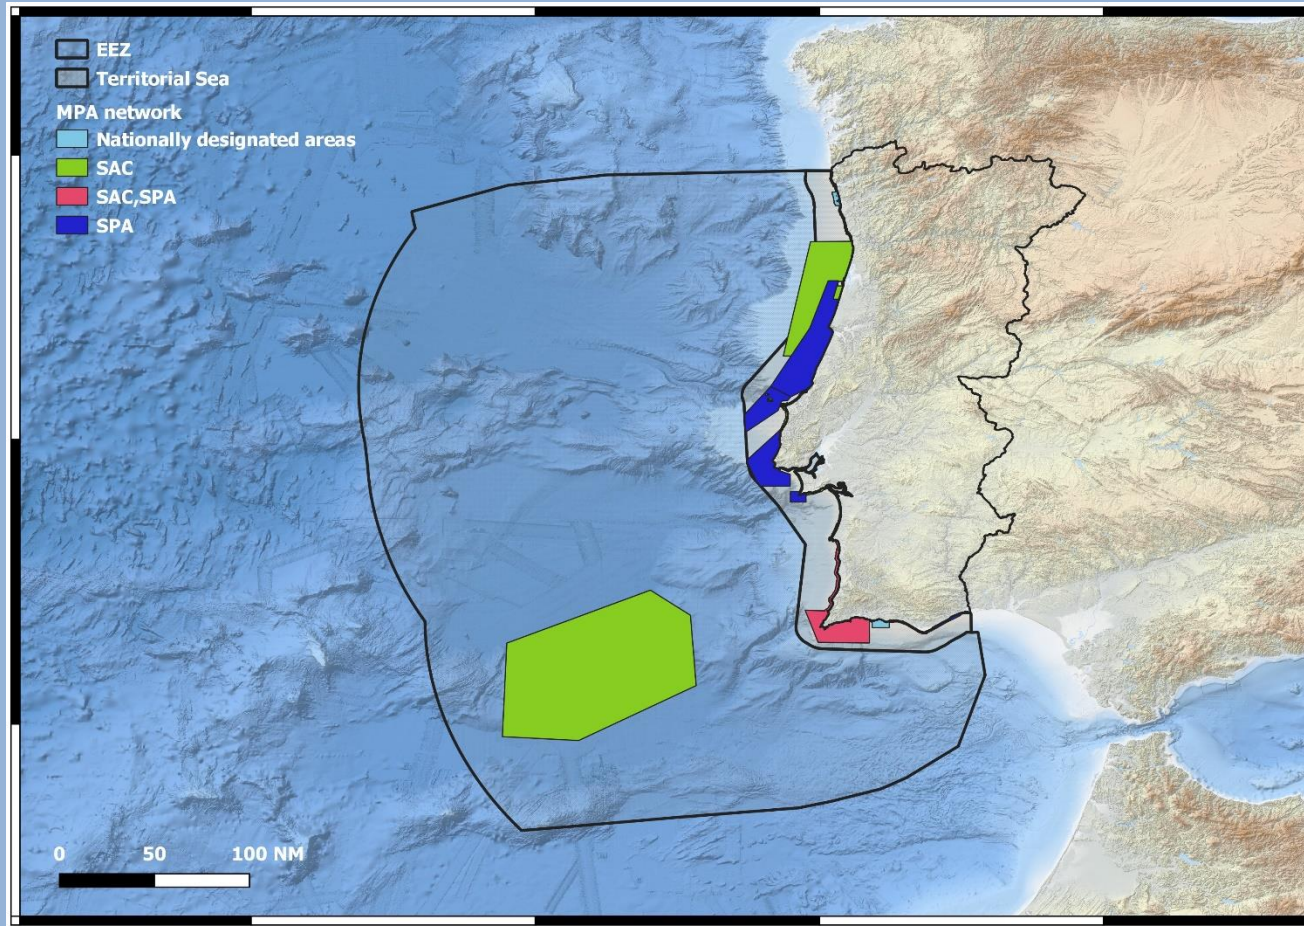 EEZ
Territorial Sea
MPA network
Nationally designated areas
SAC
SAC,SPA
SPA
0 50 100 NM